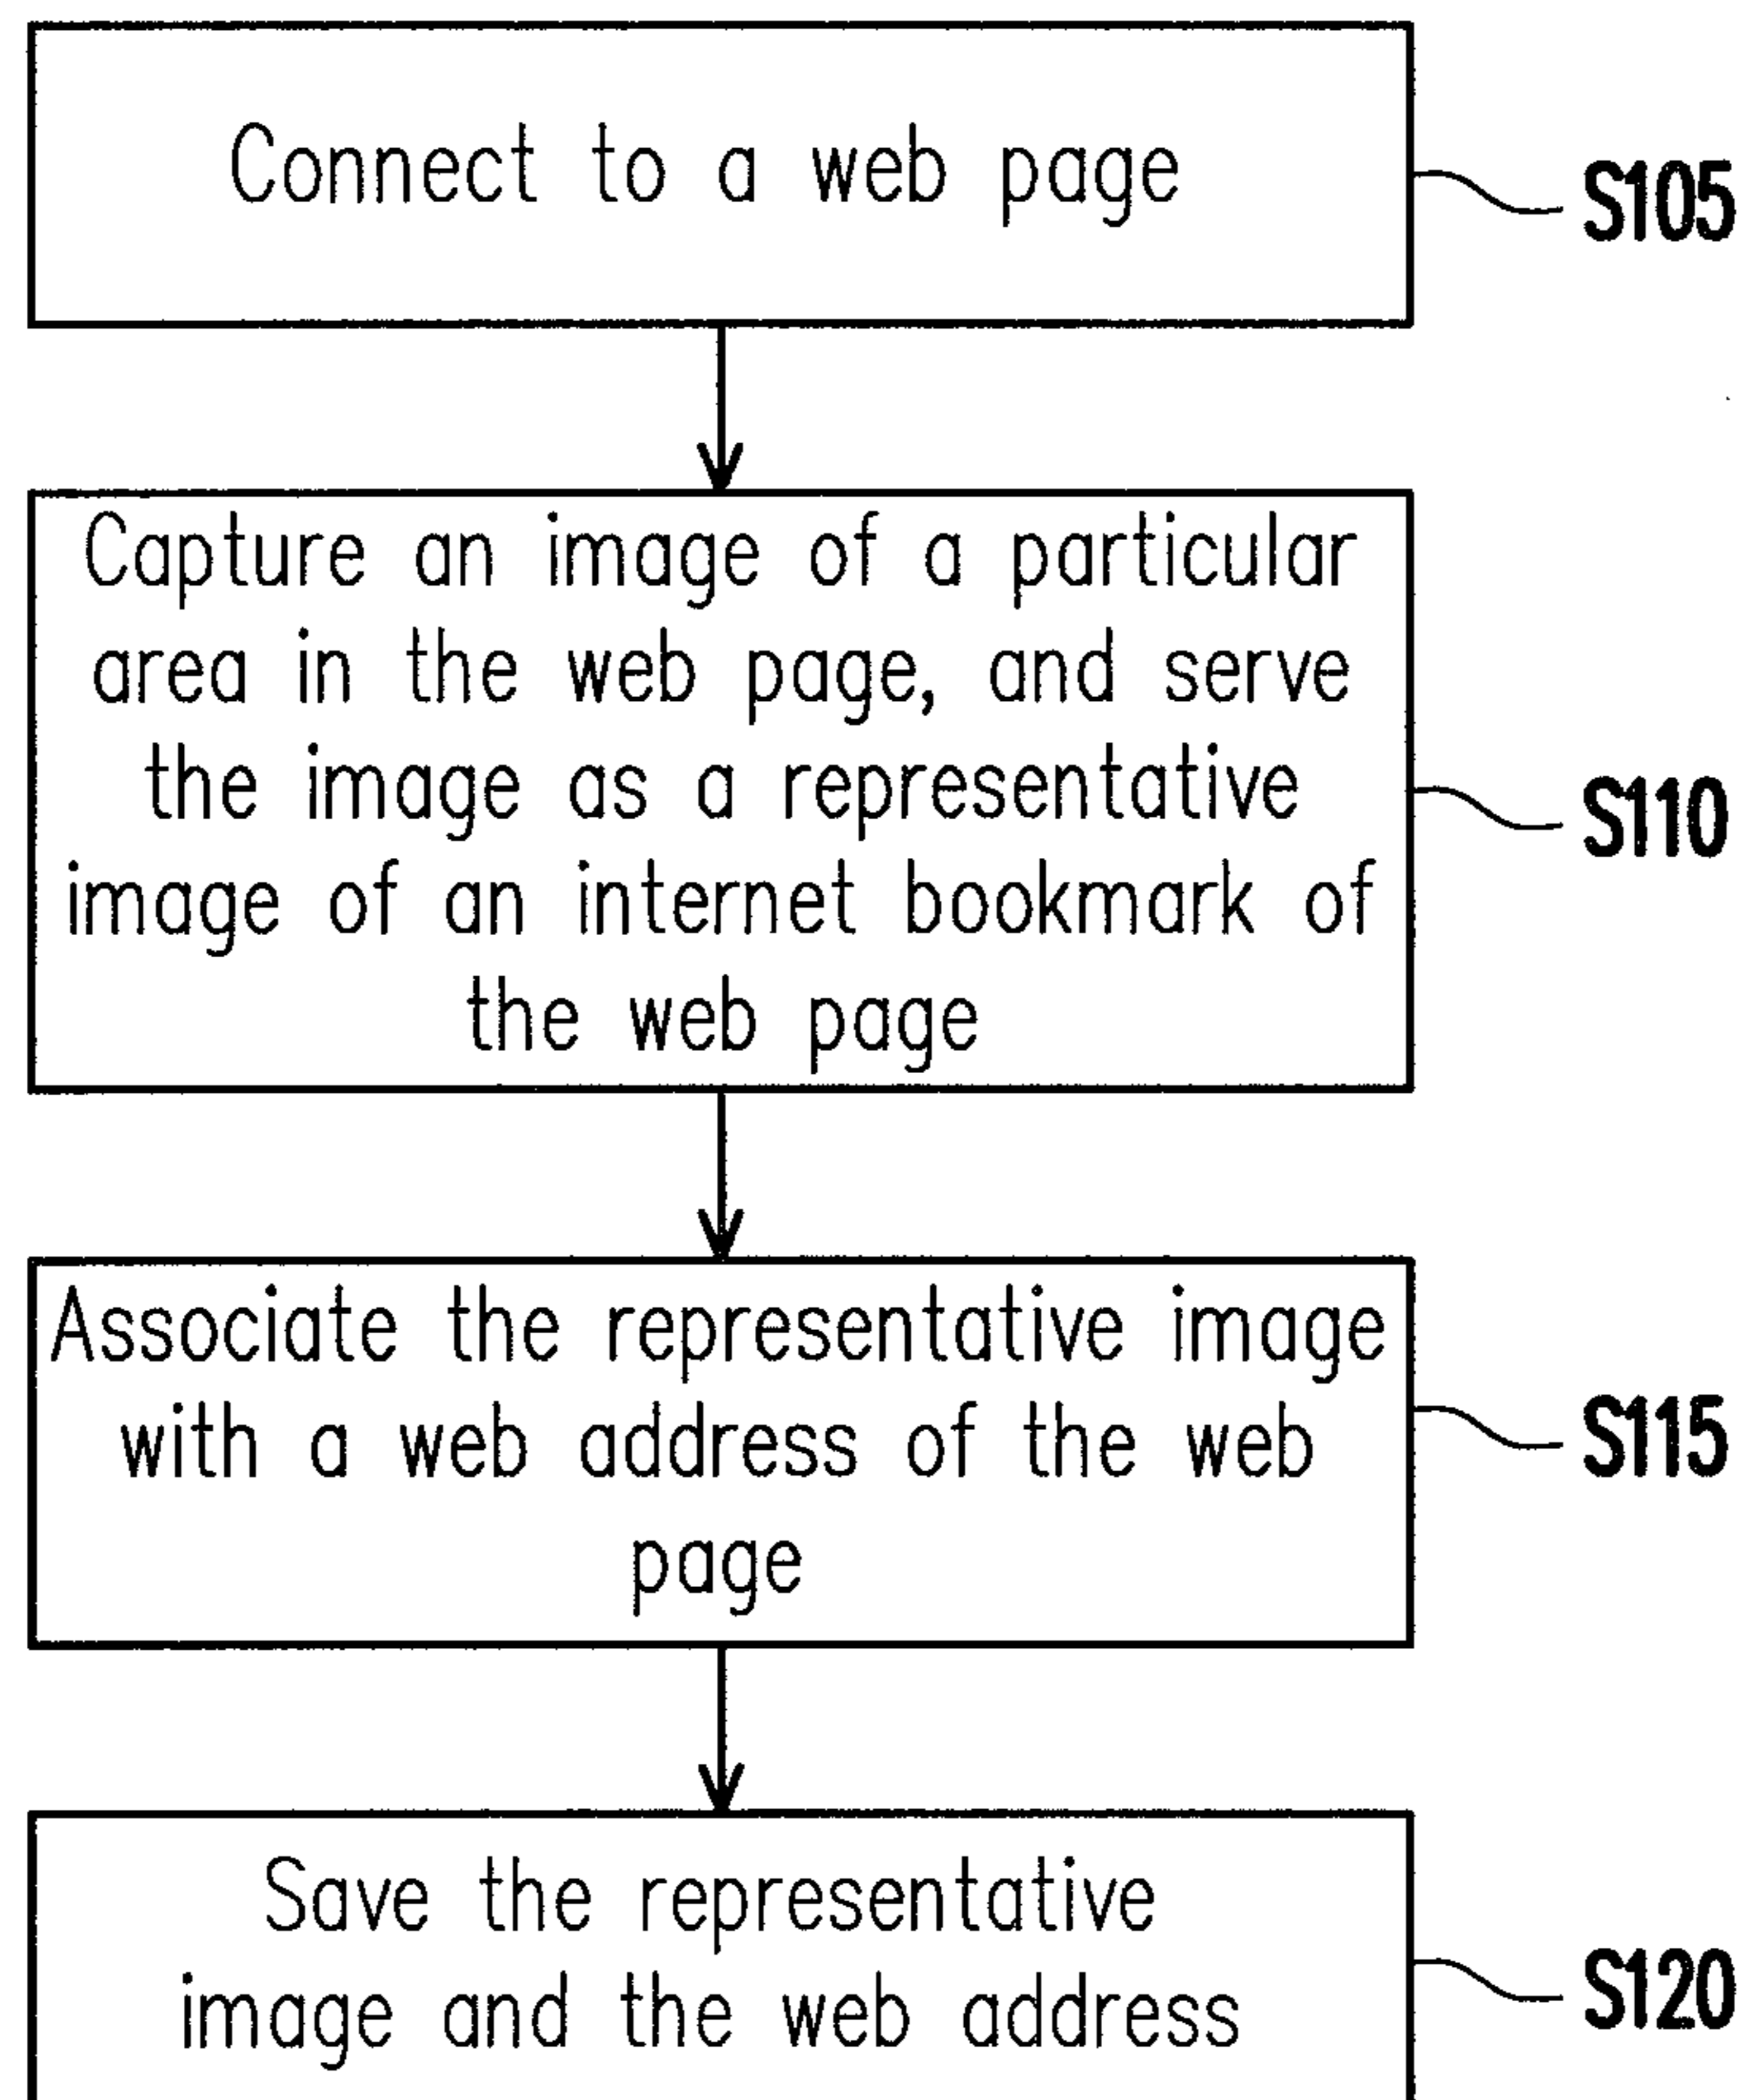 Connect to a web page
S105
Capture an image of a particular
area in the web page, and serve
the image as a representative
image of an internet bookmark of
the web page
S110
Associate the representative image
with a web address of the web
page
S115
Save the representative
image and the web address
S120